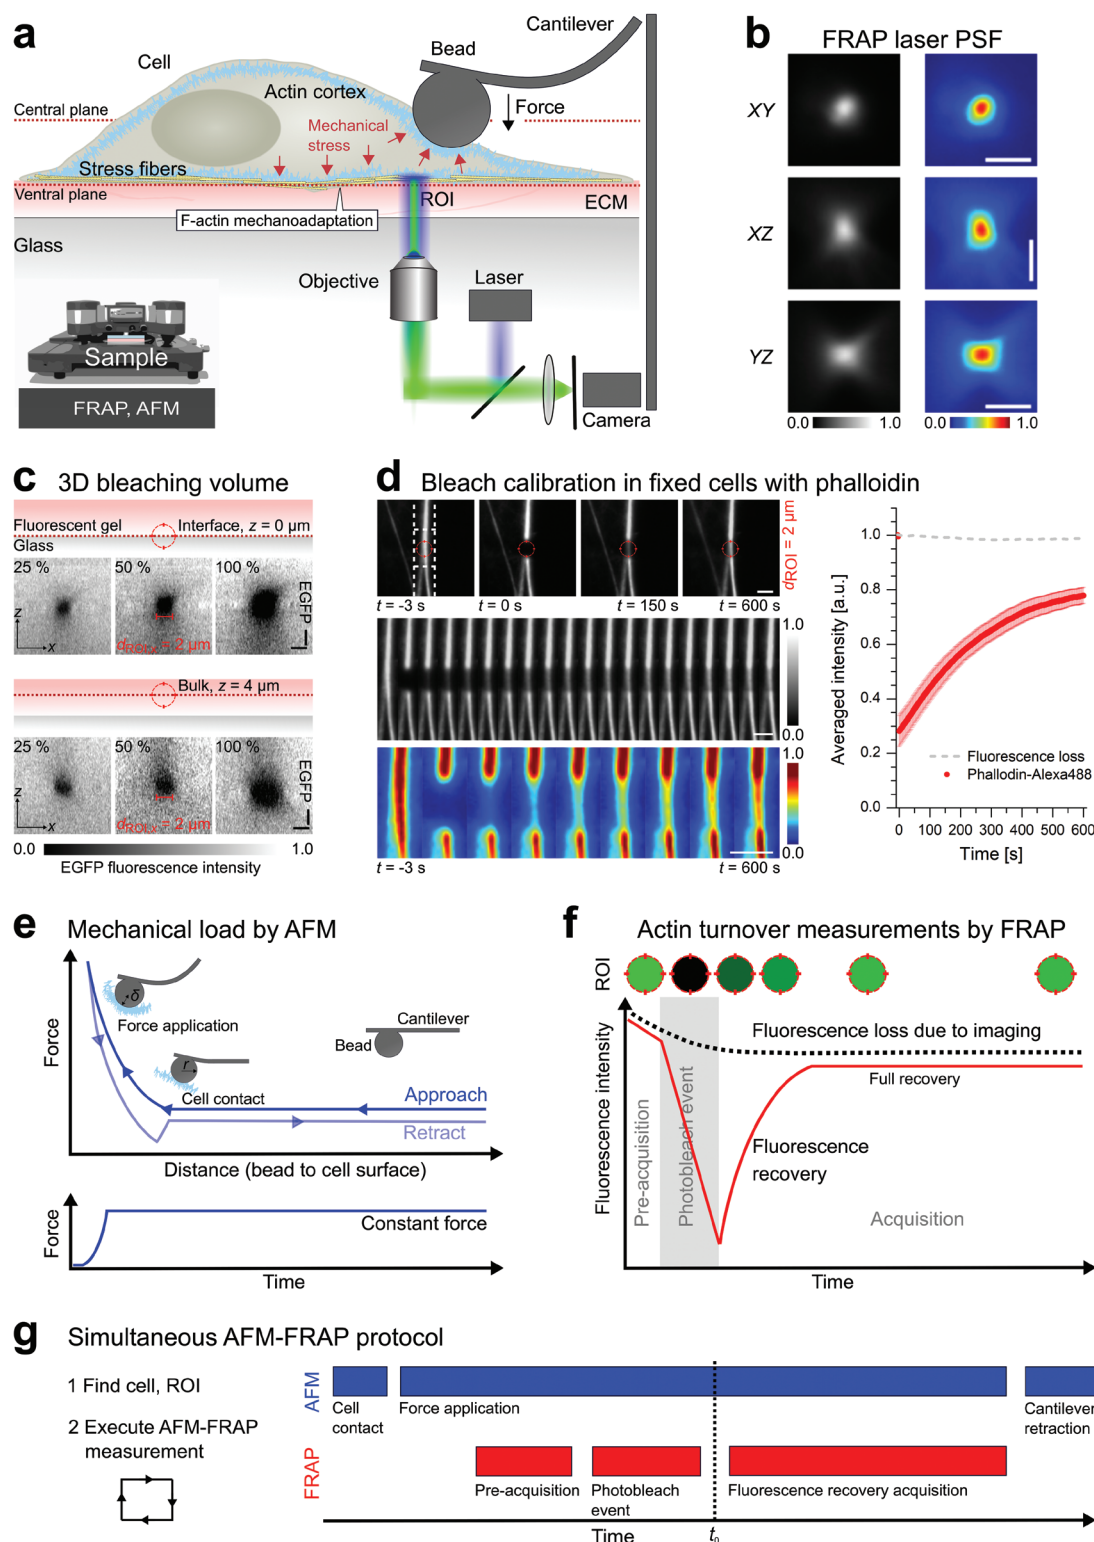 a
Cantilever
Bead
Cell
Actin cortex
Force
Central plane
Mechanical
stress
Stress fibers
Ventral plane
ROI
ECM
F-actin mechanoadaptation
Glass
Objective
Laser
Sample
FRAP, AFM
Camera
b
FRAP laser PSF
XY
XZ
YZ
0.0
1.0
0.0
1.0
c 3D bleaching volume
Fluorescent gel
Interface, z = 0 µm
Glass
25 %
50 %
100 %
EGFP
z
x
dROI,x = 2 µm
Bulk, z = 4 µm
25 %
50 %
100 %
EGFP
z
x
dROI,x = 2 µm
0.0
1.0
EGFP fluorescence intensity
d Bleach calibration in fixed cells with phalloidin
dROI = 2 µm
t = -3 s
t = 0 s
t = 150 s
t = 600 s
1.0
0.0
1.0
0.0
t = -3 s
t = 600 s
Averaged intensity [a.u.]
1.0
0.8
0.6
0.4
0.2
0.0
Fluorescence loss
Phallodin-Alexa488
0 100 200 300 400 500 600
Time [s]
e Mechanical load by AFM
Force
δ
Force application
Cantilever
Bead
r
Cell contact
Approach
Retract
Distance (bead to cell surface)
Force
Constant force
Time
f Actin turnover measurements by FRAP
ROI
Fluorescence intensity
Fluorescence loss due to imaging
Full recovery
Pre-acquisition
Photobleach event
Fluorescence
recovery
Acquisition
Time
g Simultaneous AFM-FRAP protocol
1 Find cell, ROI
2 Execute AFM-FRAP
measurement
AFM
Cell
contact
Force application
Cantilever
retraction
FRAP
Pre-acquisition
Photobleach
event
Fluorescence recovery acquisition
Time
t0